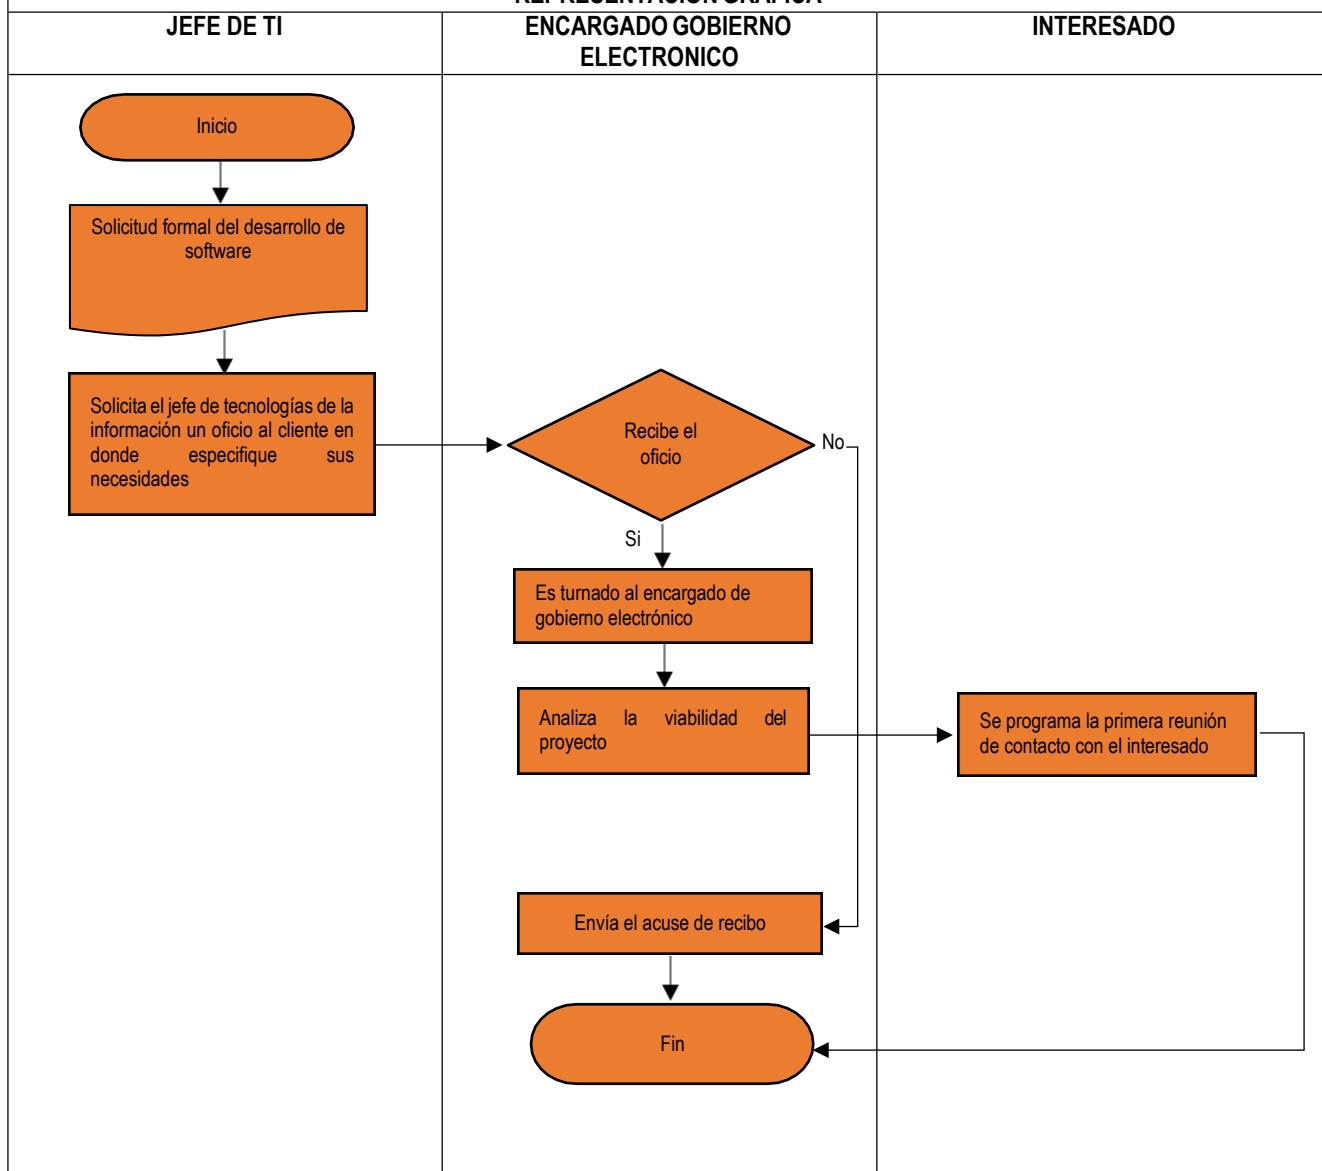 REPRESENTACION GRAFICA
JEFE DE TI
ENCARGADO GOBIERNO
ELECTRONICO
INTERESADO
Inicio
Solicitud formal del desarrollo de
software
Solicita el jefe de tecnologías de la
información un oficio al cliente en
donde especifique sus
necesidades
Recibe el
oficio
No
Si
Es turnado al encargado de
gobierno electrónico
Analiza la viabilidad del
proyecto
Se programa la primera reunión
de contacto con el interesado
Envía el acuse de recibo
Fin